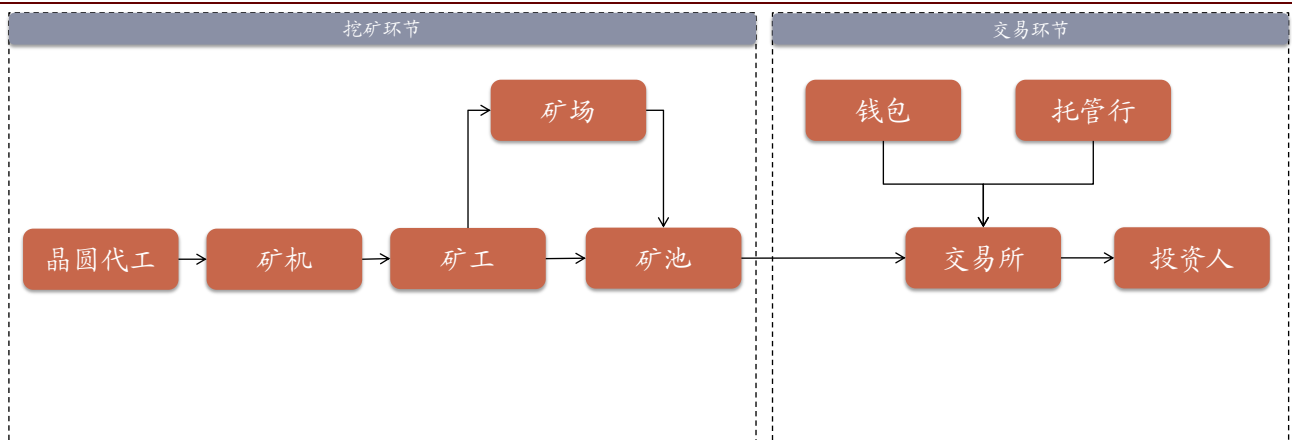 挖矿环节
交易环节
矿场
钱包
托管行
晶圆代工
矿机
矿工
矿池
交易所
投资人